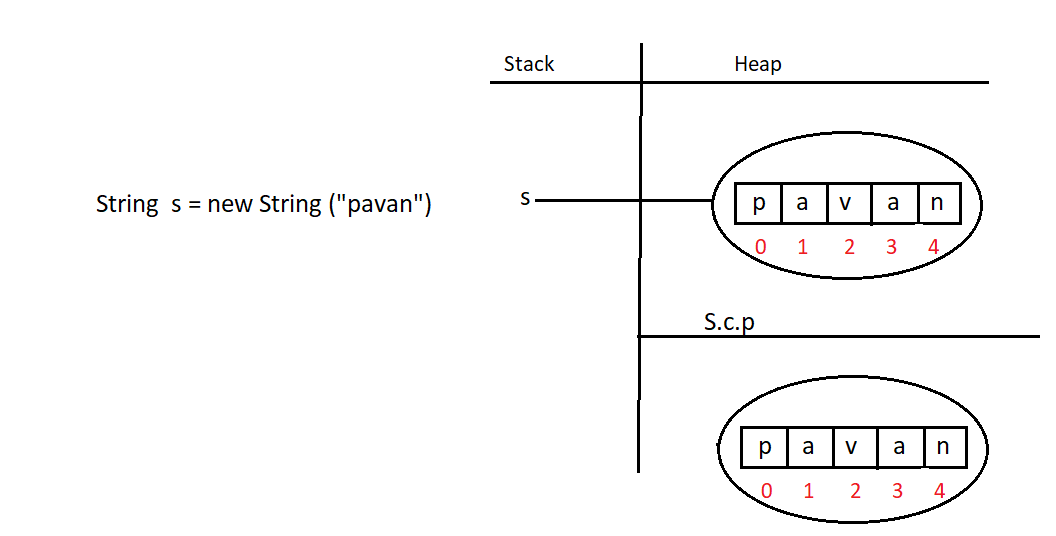 Stack Heap
String s = new String ("pavan")
s
p a v a n
0 1 2 3 4
S.c.p
p a v a n
0 1 2 3 4